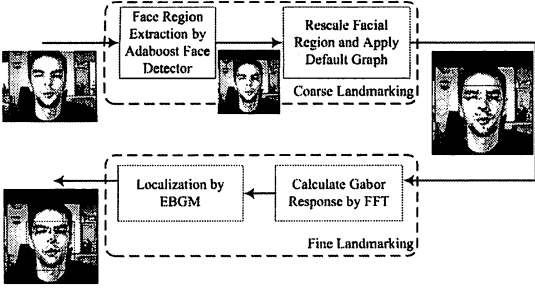 Face Region
Extraction by
Adaboost Face
Detector
Rescale Facial
Region and Apply
Default Graph
Coarse Landmarking
Localization by
EBGM
Calculate Gabor
Response by FFT
Fine Landmarking